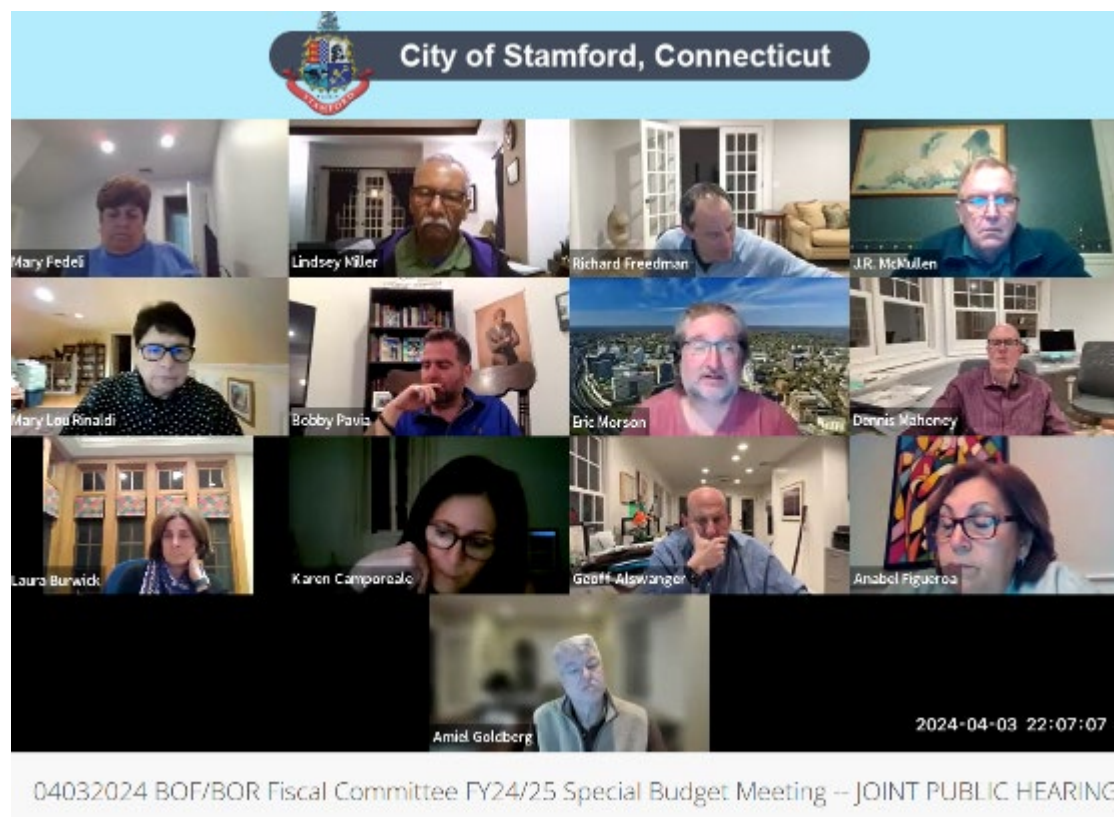 City of Stamford, Connecticut
STAMFORD
Mary Fedeli
Lindsey Miller
Richard Freedman
J.R. McMullen
Mary Lou Rinaldi
Bobby Pavia
Eric Morson
Dennis Mahoney
Laura Burwick
Karen Camporeale
Geoff Alswanger
Anabel Figueroa
Amiel Goldberg
2024-04-03 22:07:07
04032024 BOF/BOR Fiscal Committee FY24/25 Special Budget Meeting -- JOINT PUBLIC HEARING